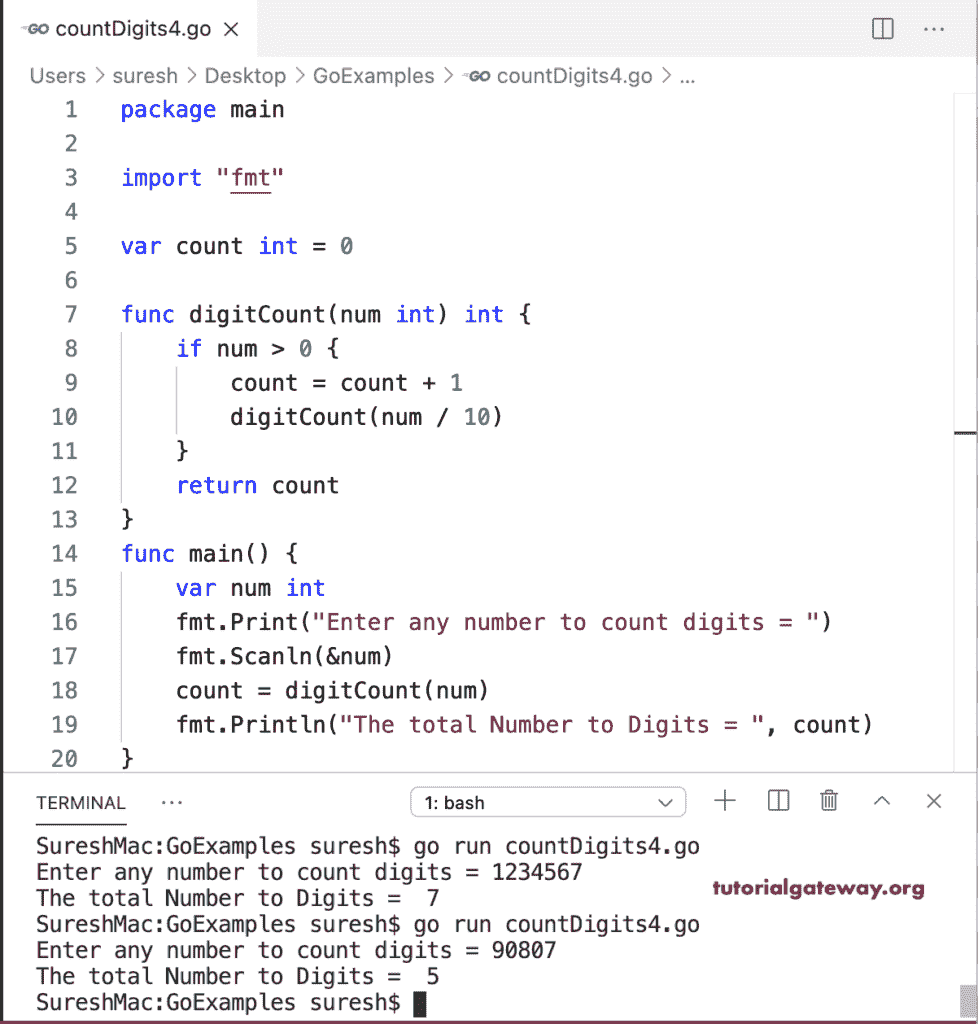 GO countDigits4.go
Users > suresh > Desktop > GoExamples > GO countDigits4.go > ...
1 package main
2
3 import "fmt"
4
5 var count int = 0
6
7 func digitCount(num int) int {
8 if num > 0 {
9 count = count + 1
10 digitCount(num / 10)
11 }
12 return count
13 }
14 func main() {
15 var num int
16 fmt.Print("Enter any number to count digits = ")
17 fmt.Scanln(&num)
18 count = digitCount(num)
19 fmt.Println("The total Number to Digits = ", count)
20 }
TERMINAL ... 1: bash
SureshMac:GoExamples suresh$ go run countDigits4.go
Enter any number to count digits = 1234567
The total Number to Digits =  7
tutorialgateway.org
SureshMac:GoExamples suresh$ go run countDigits4.go
Enter any number to count digits = 90807
The total Number to Digits =  5
SureshMac:GoExamples suresh$